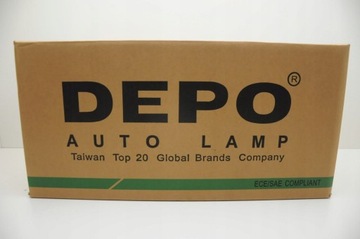 DEPO®
AUTO LAMP
Taiwan Top 20 Global Brands Company
ECE/SAE COMPLIANT